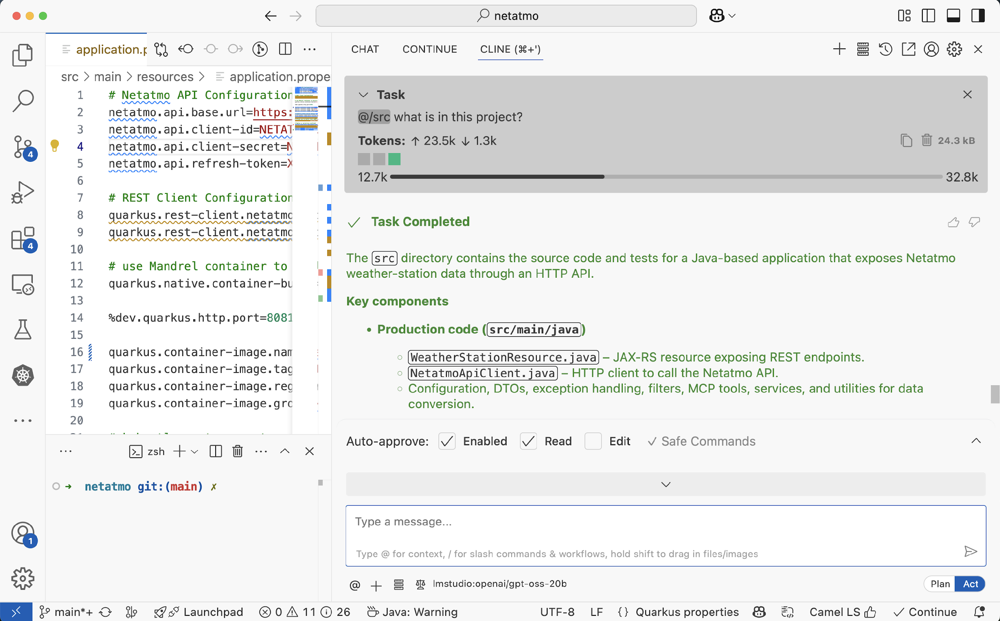 netatmo
application.p
CHAT CONTINUE CLINE (⌘+')
src > main > resources > application.prope
1 # Netatmo API Configuration
2 netatmo.api.base.url=https:
3 netatmo.api.client-id=NETAT
4 netatmo.api.client-secret=N
5 netatmo.api.refresh-token=X
6
7 # REST Client Configuration
8 quarkus.rest-client.netatmo
9 quarkus.rest-client.netatmo
10
11 # use Mandrel container to
12 quarkus.native.container-bu
13
14 %dev.quarkus.http.port=8081
15
16 quarkus.container-image.nam
17 quarkus.container-image.tag
18 quarkus.container-image.reg
19 quarkus.container-image.gro
20
4
4
1
zsh
netatmo git:(main) ✗
Task
@/src what is in this project?
Tokens: ↑ 23.5k ↓ 1.3k
24.3 kB
12.7k 32.8k
Task Completed
The src directory contains the source code and tests for a Java-based application that exposes Netatmo
weather-station data through an HTTP API.
Key components
• Production code (src/main/java)
WeatherStationResource.java – JAX-RS resource exposing REST endpoints.
NetatmoApiClient.java – HTTP client to call the Netatmo API.
Configuration, DTOs, exception handling, filters, MCP tools, services, and utilities for data
conversion.
Auto-approve: Enabled Read Edit ✓ Safe Commands
Type a message...
Type @ for context, / for slash commands & workflows, hold shift to drag in files/images
@ + lmstudio:openai/gpt-oss-20b
Plan Act
main*+ Launchpad 0 11 26 Java: Warning UTF-8 LF {} Quarkus properties Camel LS ✓ Continue